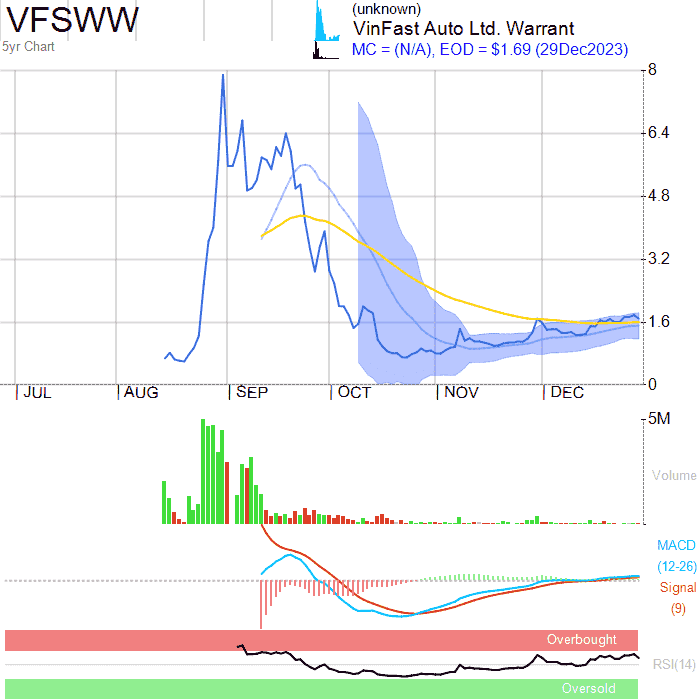 VFSWW
5yr Chart
(unknown)
VinFast Auto Ltd. Warrant
MC = (N/A), EOD = $1.69 (29Dec2023)
8
6.4
4.8
3.2
1.6
0
JUL AUG SEP OCT NOV DEC
5M
Volume
MACD
(12-26)
Signal
(9)
Overbought
RSI(14)
Oversold